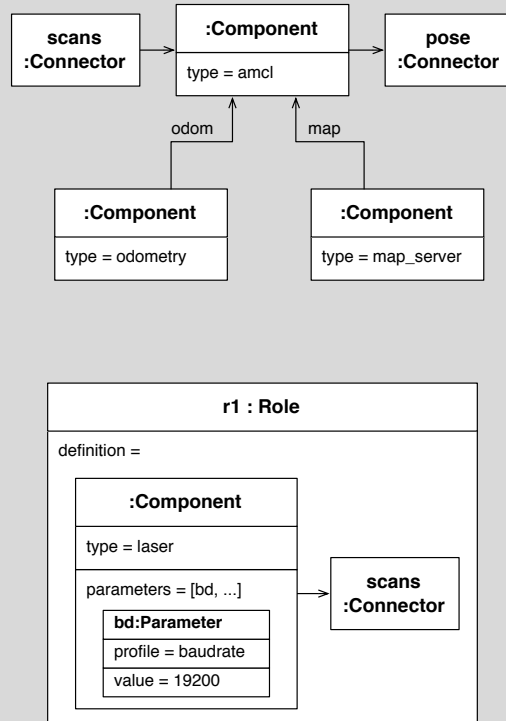 scans
:Connector
:Component
type = amcl
pose
:Connector
odom
map
:Component
type = odometry
:Component
type = map_server
r1 : Role
definition =
:Component
type = laser
parameters = [bd, ...]
bd:Parameter
profile = baudrate
value = 19200
scans
:Connector